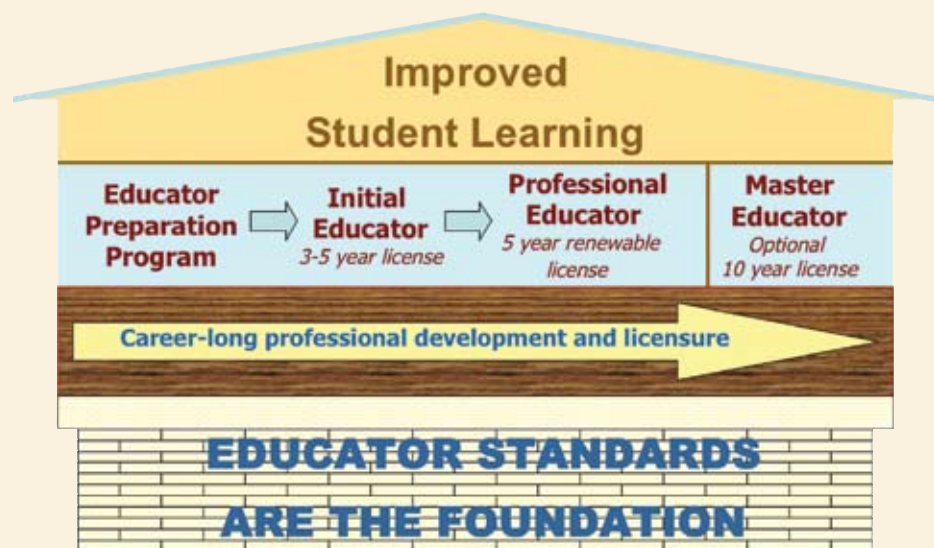 Improved
Student Learning
Educator
Preparation
Program
Initial
Educator
3-5 year license
Professional
Educator
5 year renewable
license
Master
Educator
Optional
10 year license
Career-long professional development and licensure
EDUCATOR STANDARDS
ARE THE FOUNDATION